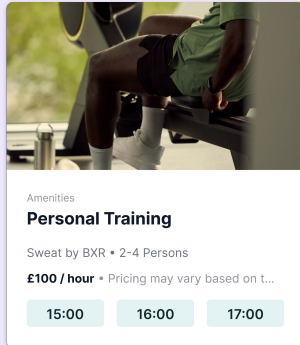 Amenities
Personal Training
Sweat by BXR • 2-4 Persons
£100 / hour • Pricing may vary based on t...
15:00 16:00 17:00